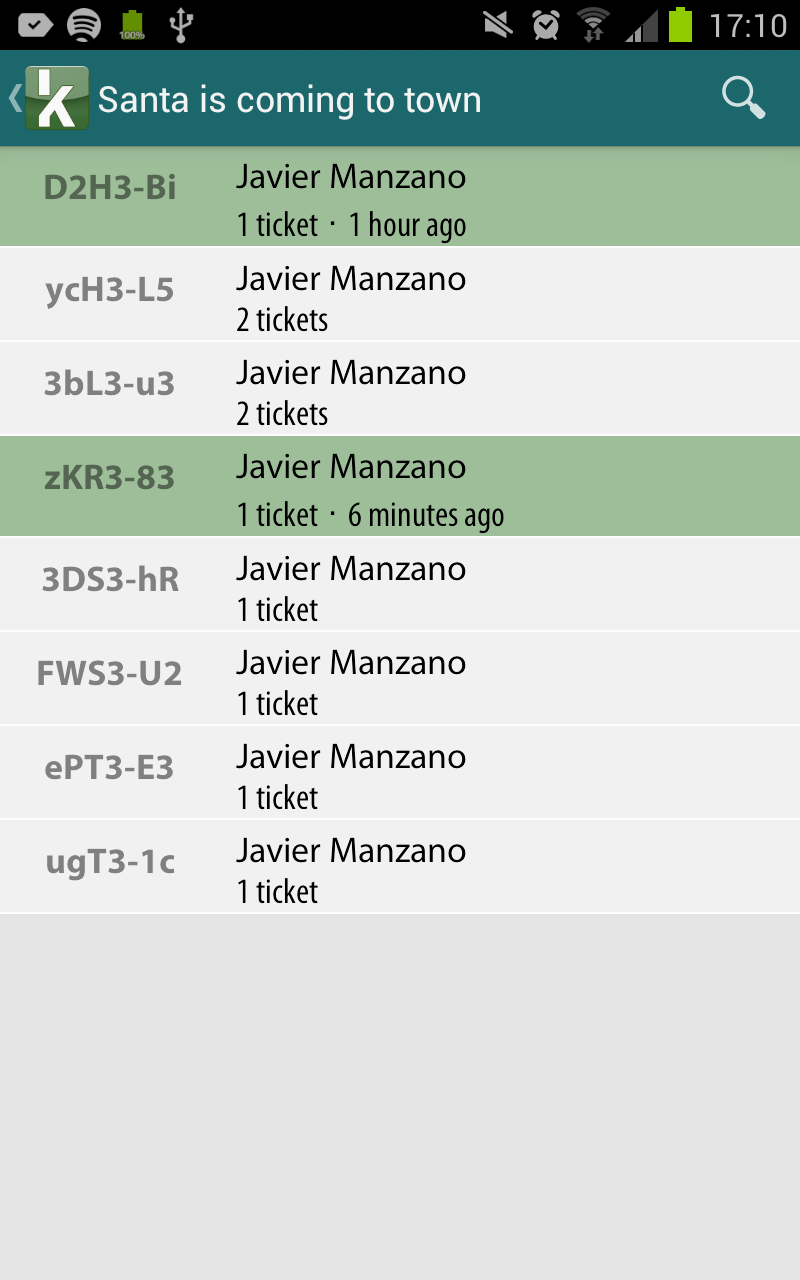 100%
17:10
k Santa is coming to town
D2H3-Bi
Javier Manzano
1 ticket · 1 hour ago
ycH3-L5
Javier Manzano
2 tickets
3bL3-u3
Javier Manzano
2 tickets
zKR3-83
Javier Manzano
1 ticket · 6 minutes ago
3DS3-hR
Javier Manzano
1 ticket
FWS3-U2
Javier Manzano
1 ticket
ePT3-E3
Javier Manzano
1 ticket
ugT3-1c
Javier Manzano
1 ticket